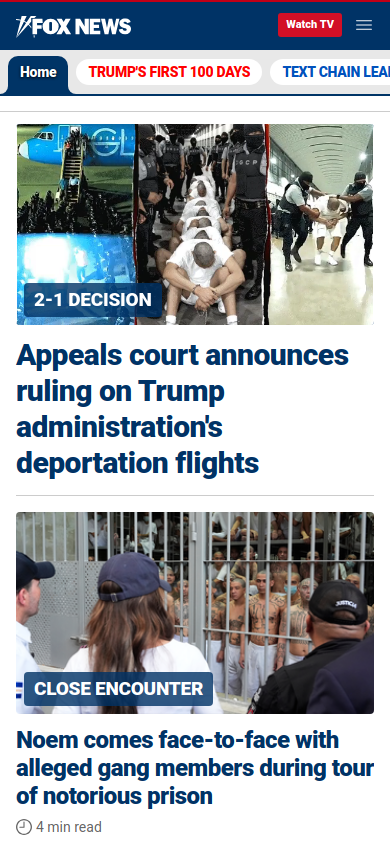 FOX NEWS
Watch TV
Home
TRUMP'S FIRST 100 DAYS
TEXT CHAIN LEA
GL
2-1 DECISION
Appeals court announces
ruling on Trump
administration's
deportation flights
JUSTICIA
CLOSE ENCOUNTER
Noem comes face-to-face with
alleged gang members during tour
of notorious prison
4 min read